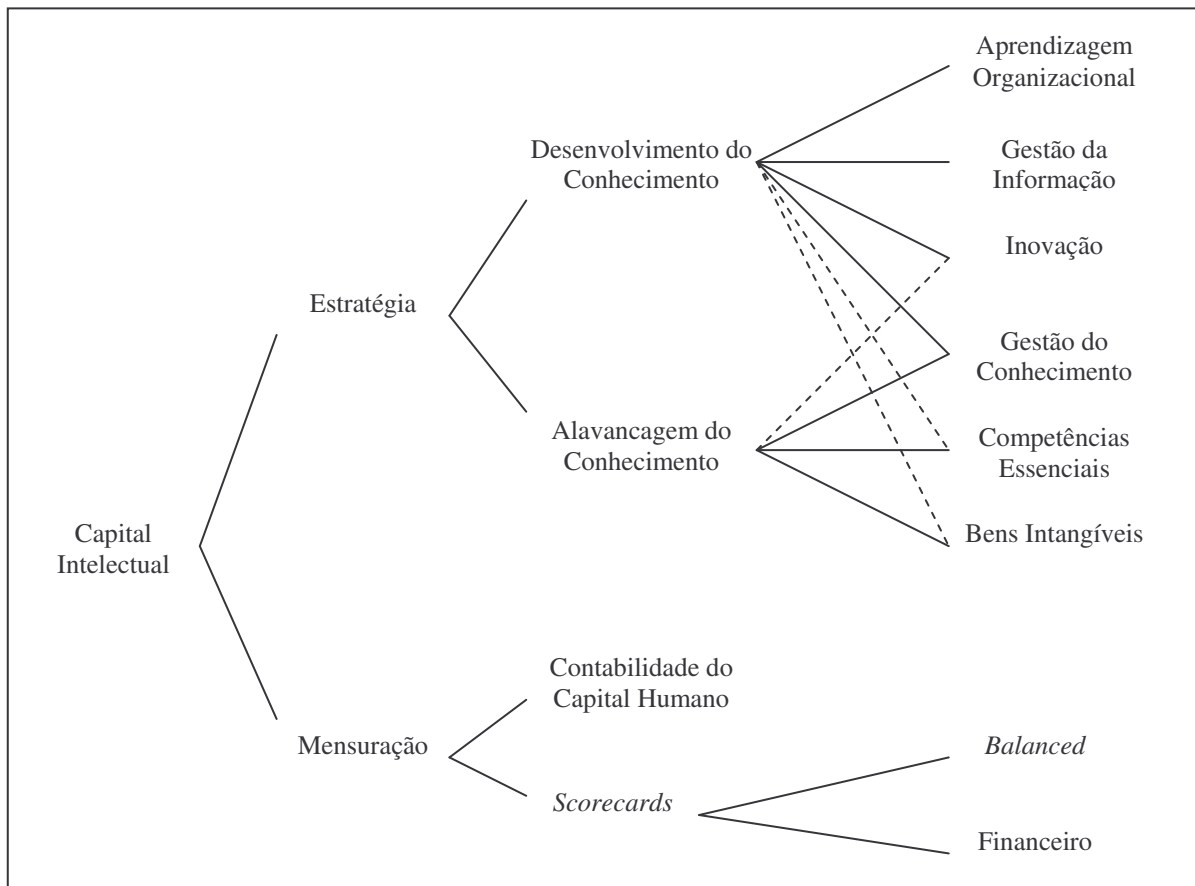 Aprendizagem
Organizacional
Desenvolvimento do
Conhecimento
Gestão da
Informação
Inovação
Estratégia
Gestão do
Conhecimento
Alavancagem do
Conhecimento
Competências
Essenciais
Bens Intangíveis
Capital
Intelectual
Contabilidade do
Capital Humano
Mensuração
Balanced
Scorecards
Financeiro